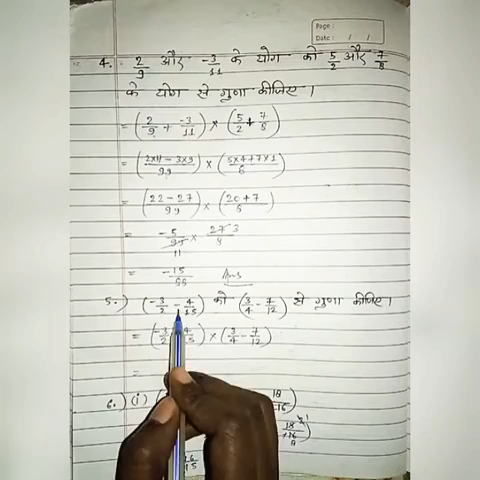 Page :
Date : / /
4. 2/9 और -3/11 के योग को 5/2 और 7/8
के योग से गुणा कीजिए।
= (2/9 + -3/11) × (5/2 + 7/8)
= (2×11 - 3×9/99) × (5×4+7×1/8)
= (22-27/99) × (20+7/8)
= -5/99 11 × 27 3/8
= -15/88 Ans
5.) (-3/2 - 4/15) को (3/4 - 7/12) से गुणा कीजिए।
= × (3/4 - 7/12)
=
6.) (i)